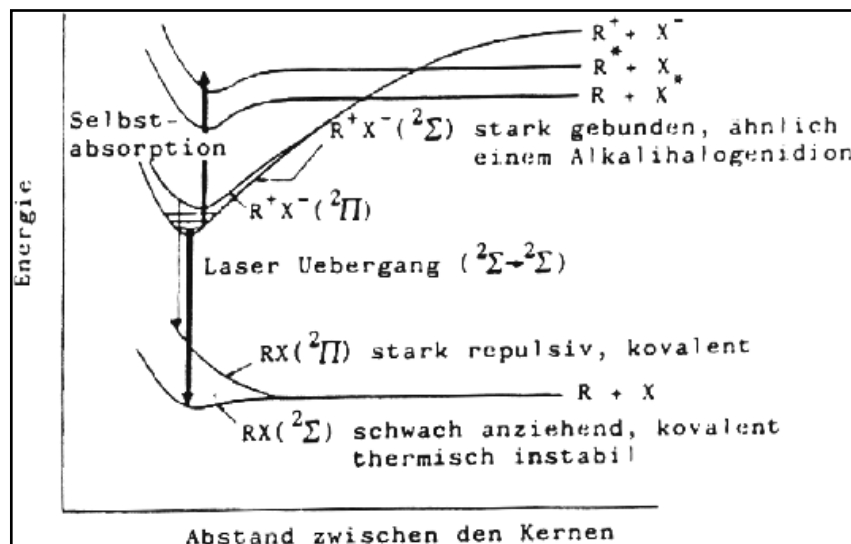 R⁺ + X⁻
R* + X
R + X*
Selbst-
absorption
R⁺X⁻(²Σ) stark gebunden, ähnlich
einem Alkalihalogenidion
R⁺X⁻(²Π)
Energie
Laser Uebergang (²Σ→²Σ)
RX(²Π) stark repulsiv, kovalent
R + X
RX(²Σ) schwach anziehend, kovalent
thermisch instabil
Abstand zwischen den Kernen